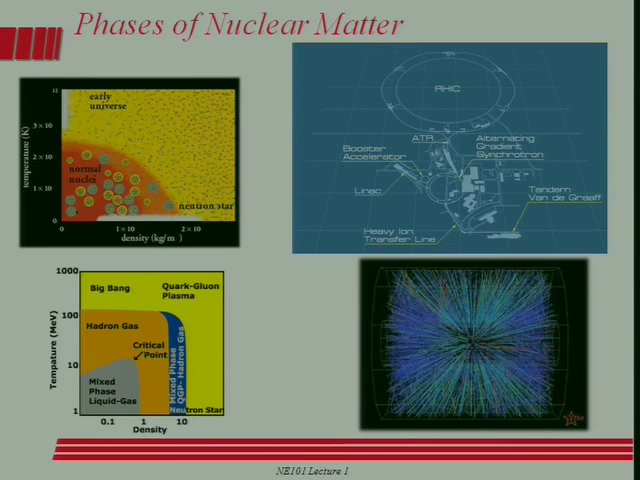 Phases of Nuclear Matter
early
universe
3 × 10
2 × 10
1 × 10
0
temperature (K)
normal
nuclei
neutron star
0
1 × 10
2 × 10
density (kg/m )
RHIC
ATR
Alternating
Gradient
Synchrotron
Booster
Accelerator
Linac
Tandem
Van de Graaff
Heavy Ion
Transfer Line
1000
100
10
1
Tempature (MeV)
Big Bang
Quark-Gluon
Plasma
Hadron Gas
Critical
Point
Mixed
Phase
Liquid-Gas
Mixed Phase
QGP- Hadron Gas
Neutron Star
0.1
1
10
Density
NE101 Lecture 1